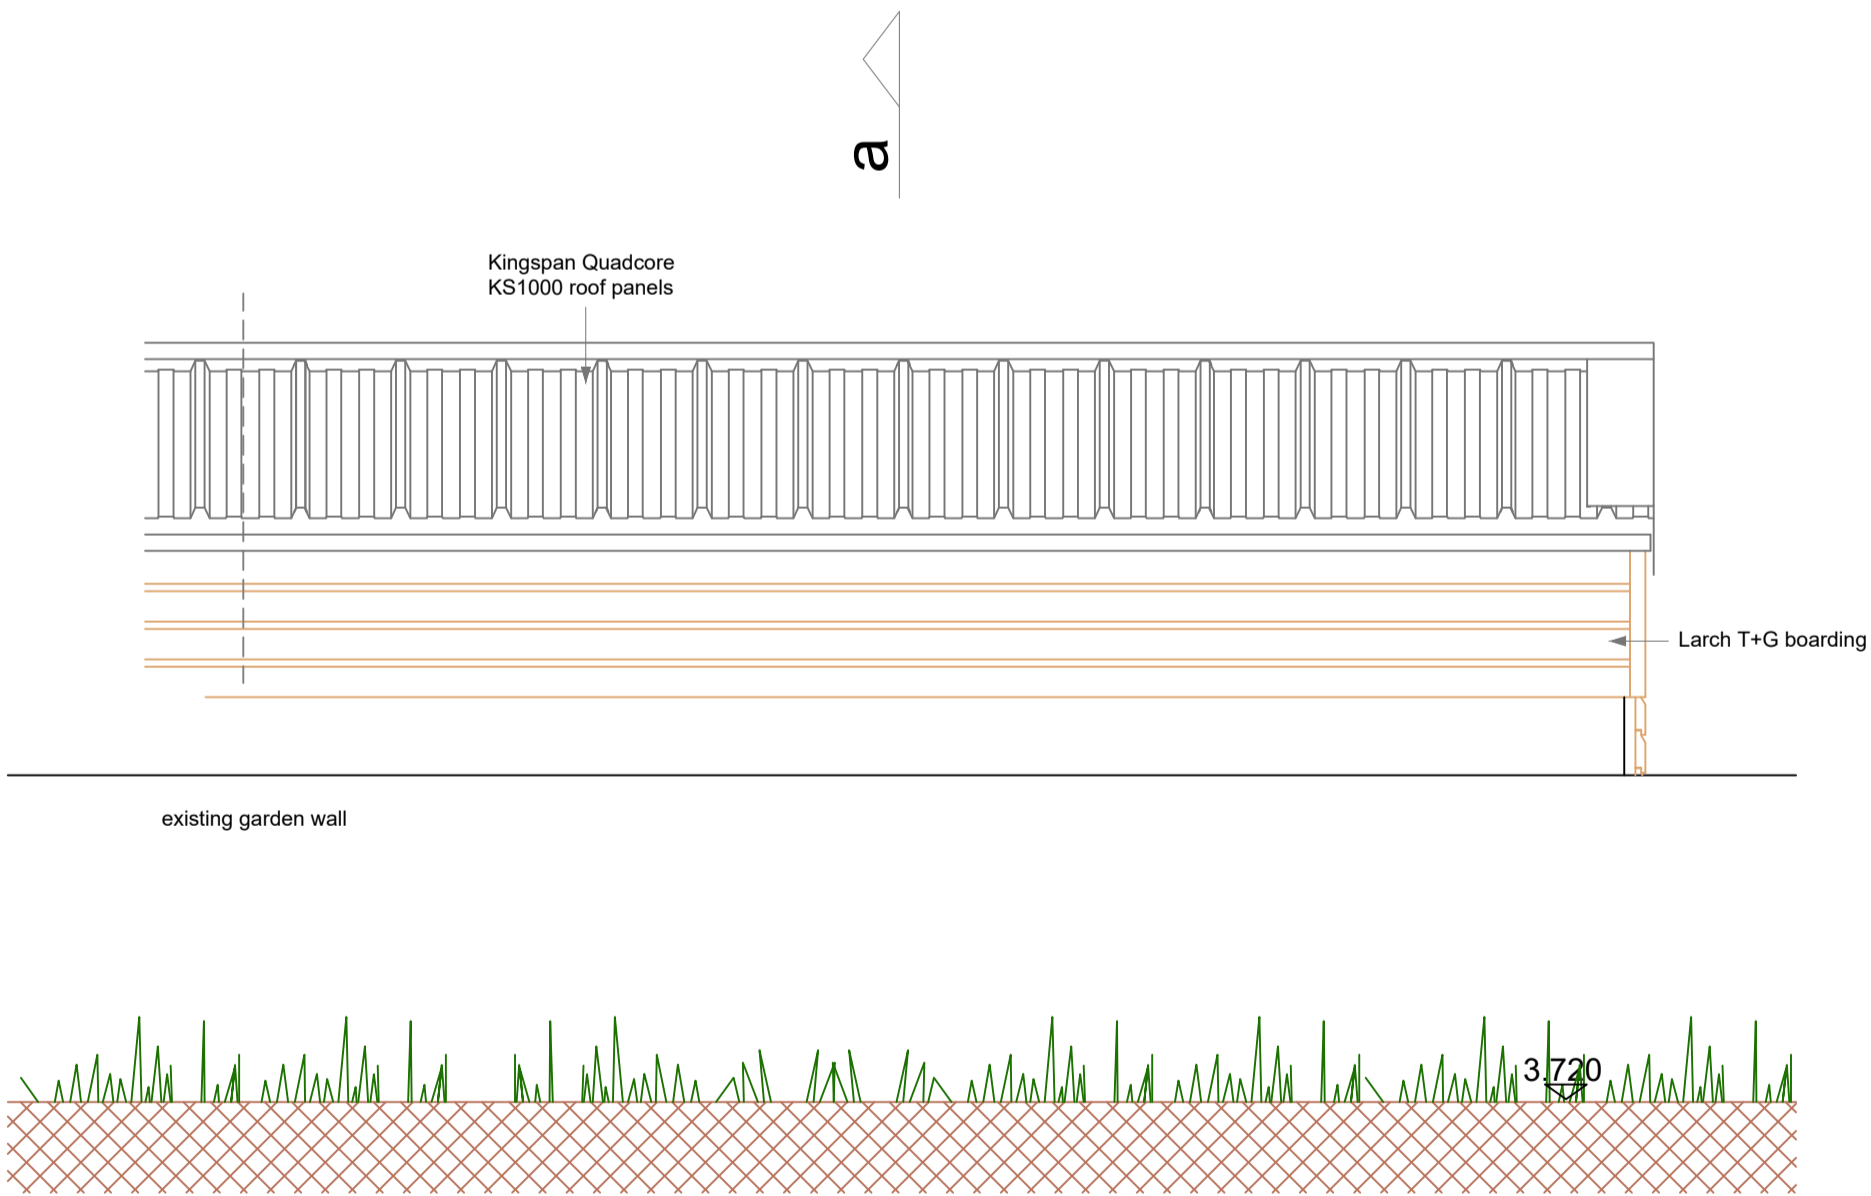 a
Kingspan Quadcore
KS1000 roof panels
Larch T+G boarding
existing garden wall
3.720